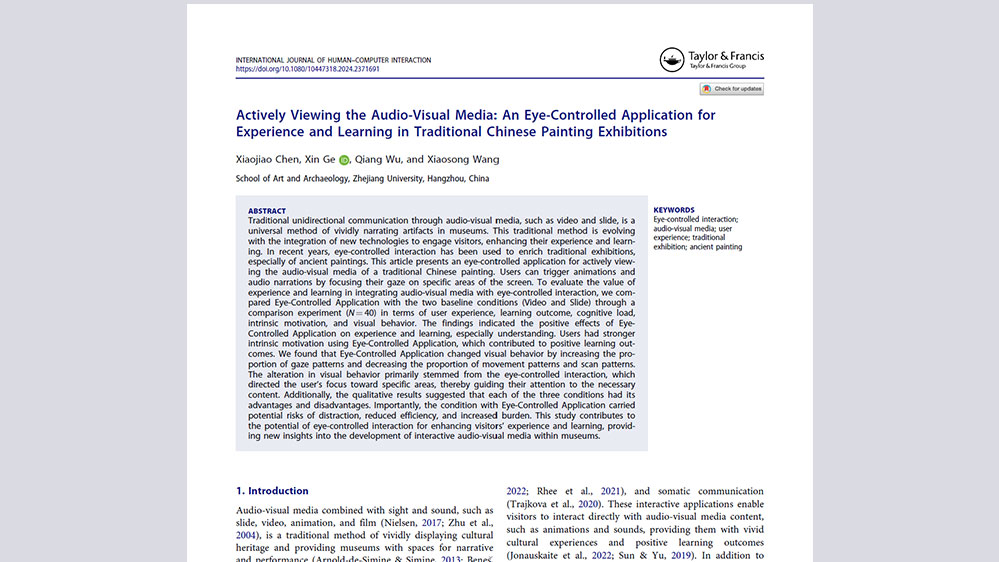 INTERNATIONAL JOURNAL OF HUMAN–COMPUTER INTERACTION
https://doi.org/10.1080/10447318.2024.2371691
Taylor & Francis
Taylor & Francis Group
Check for updates
Actively Viewing the Audio-Visual Media: An Eye-Controlled Application for
Experience and Learning in Traditional Chinese Painting Exhibitions
Xiaojiao Chen, Xin Ge iD, Qiang Wu, and Xiaosong Wang
School of Art and Archaeology, Zhejiang University, Hangzhou, China
ABSTRACT
Traditional unidirectional communication through audio-visual media, such as video and slide, is a
universal method of vividly narrating artifacts in museums. This traditional method is evolving
with the integration of new technologies to engage visitors, enhancing their experience and learn-
ing. In recent years, eye-controlled interaction has been used to enrich traditional exhibitions,
especially of ancient paintings. This article presents an eye-controlled application for actively view-
ing the audio-visual media of a traditional Chinese painting. Users can trigger animations and
audio narrations by focusing their gaze on specific areas of the screen. To evaluate the value of
experience and learning in integrating audio-visual media with eye-controlled interaction, we com-
pared Eye-Controlled Application with the two baseline conditions (Video and Slide) through a
comparison experiment (N = 40) in terms of user experience, learning outcome, cognitive load,
intrinsic motivation, and visual behavior. The findings indicated the positive effects of Eye-
Controlled Application on experience and learning, especially understanding. Users had stronger
intrinsic motivation using Eye-Controlled Application, which contributed to positive learning out-
comes. We found that Eye-Controlled Application changed visual behavior by increasing the pro-
portion of gaze patterns and decreasing the proportion of movement patterns and scan patterns.
The alteration in visual behavior primarily stemmed from the eye-controlled interaction, which
directed the user's focus toward specific areas, thereby guiding their attention to the necessary
content. Additionally, the qualitative results suggested that each of the three conditions had its
advantages and disadvantages. Importantly, the condition with Eye-Controlled Application carried
potential risks of distraction, reduced efficiency, and increased burden. This study contributes to
the potential of eye-controlled interaction for enhancing visitors' experience and learning, provid-
ing new insights into the development of interactive audio-visual media within museums.
KEYWORDS
Eye-controlled interaction;
audio-visual media; user
experience; traditional
exhibition; ancient painting
1. Introduction
Audio-visual media combined with sight and sound, such as
slide, video, animation, and film (Nielsen, 2017; Zhu et al.,
2004), is a traditional method of vividly displaying cultural
heritage and providing museums with spaces for narrative
and performance (Arnold-de-Simine & Simine, 2013; Beneš
2022; Rhee et al., 2021), and somatic communication
(Trajkova et al., 2020). These interactive applications enable
visitors to interact directly with audio-visual media content,
such as animations and sounds, providing them with vivid
cultural experiences and positive learning outcomes
(Jonauskaite et al., 2022; Sun & Yu, 2019). In addition to